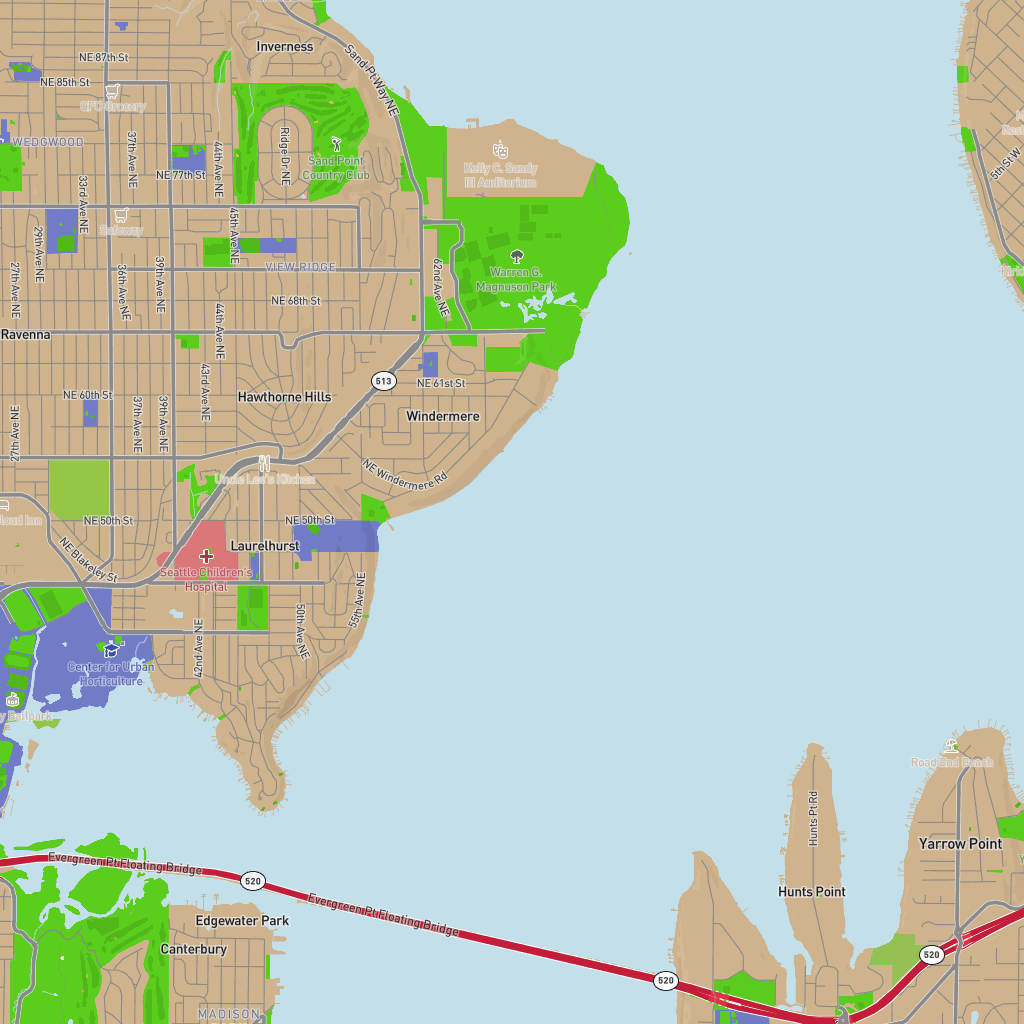 Inverness
Sand Pt Way NE
NE 87th St
NE 85th St
QFC Grocery
WEDGWOOD
37th Ave NE
44th Ave NE
Ridge Dr NE
Sand Point
Country Club
Kelly C. Sandy
III Auditorium
5th St W
NE 77th St
33rd Ave NE
Safeway
45th Ave NE
29th Ave NE
27th Ave NE
36th Ave NE
39th Ave NE
VIEW RIDGE
62nd Ave NE
Warren G.
Magnuson Park
NE 68th St
44th Ave NE
Ravenna
513
NE 61st St
43rd Ave NE
Hawthorne Hills
NE 60th St
Windermere
27th Ave NE
37th Ave NE
39th Ave NE
Uncle Lee's Kitchen
NE Windermere Rd
NE 50th St
NE 50th St
Laurelhurst
NE Blakeley St
Seattle Children's
Hospital
55th Ave NE
50th Ave NE
42nd Ave NE
Center for Urban
Horticulture
Ballpark
Road End Beach
Hunts Pt Rd
Yarrow Point
Evergreen Pt Floating Bridge
520
Hunts Point
Evergreen Pt Floating Bridge
Edgewater Park
Canterbury
520
520
MADISON